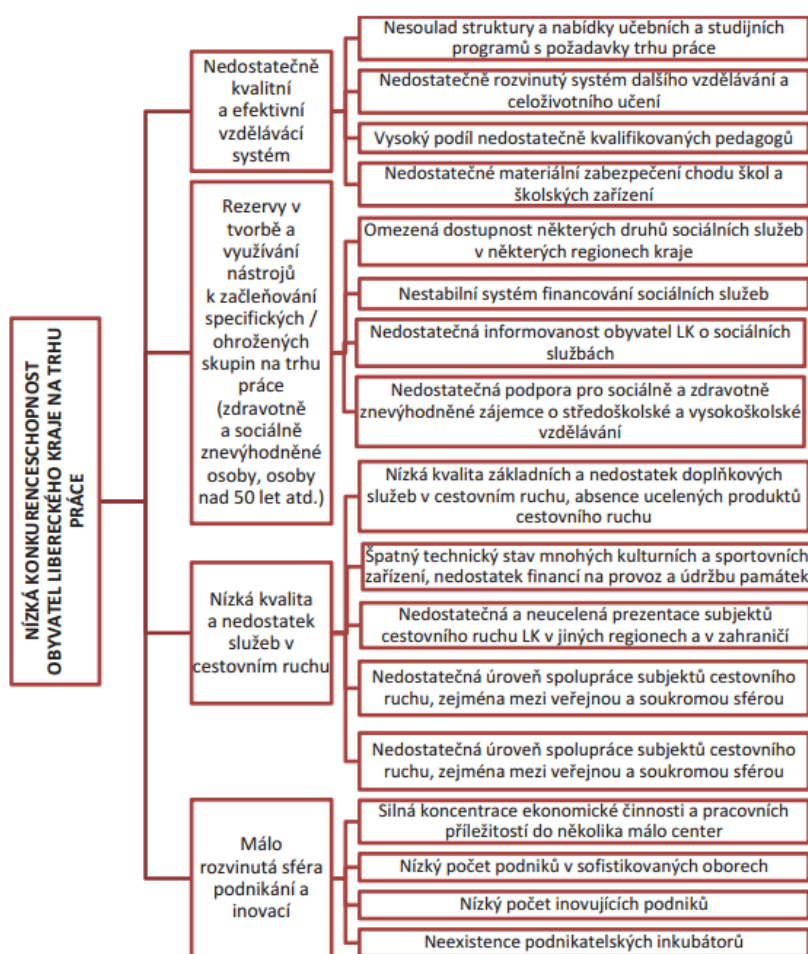 NÍZKÁ KONKURENCESCHOPNOST
OBYVATEL LIBERECKÉHO KRAJE NA TRHU
PRÁCE
Nedostatečně
kvalitní
a efektivní
vzdělávácí
systém
Nesoulad struktury a nabídky učebních a studijních
programů s požadavky trhu práce
Nedostatečně rozvinutý systém dalšího vzdělávání a
celoživotního učení
Vysoký podíl nedostatečně kvalifikovaných pedagogů
Nedostatečné materiální zabezpečení chodu škol a
školských zařízení
Rezervy v
tvorbě a
využívání
nástrojů
k začleňování
specifických /
ohrožených
skupin na trhu
práce
(zdravotně
a sociálně
znevýhodněné
osoby, osoby
nad 50 let atd.)
Omezená dostupnost některých druhů sociálních služeb
v některých regionech kraje
Nestabilní systém financování sociálních služeb
Nedostatečná informovanost obyvatel LK o sociálních
službách
Nedostatečná podpora pro sociálně a zdravotně
znevýhodněné zájemce o středoškolské a vysokoškolské
vzdělávání
Nízká kvalita
a nedostatek
služeb v
cestovním ruchu
Nízká kvalita základních a nedostatek doplňkových
služeb v cestovním ruchu, absence ucelených produktů
cestovního ruchu
Špatný technický stav mnohých kulturních a sportovních
zařízení, nedostatek financí na provoz a údržbu památek
Nedostatečná a neucelená prezentace subjektů
cestovního ruchu LK v jiných regionech a v zahraničí
Nedostatečná úroveň spolupráce subjektů cestovního
ruchu, zejména mezi veřejnou a soukromou sférou
Nedostatečná úroveň spolupráce subjektů cestovního
ruchu, zejména mezi veřejnou a soukromou sférou
Málo
rozvinutá sféra
podnikání a
inovací
Silná koncentrace ekonomické činnosti a pracovních
příležitostí do několika málo center
Nízký počet podniků v sofistikovaných oborech
Nízký počet inovujících podniků
Neexistence podnikatelských inkubátorů